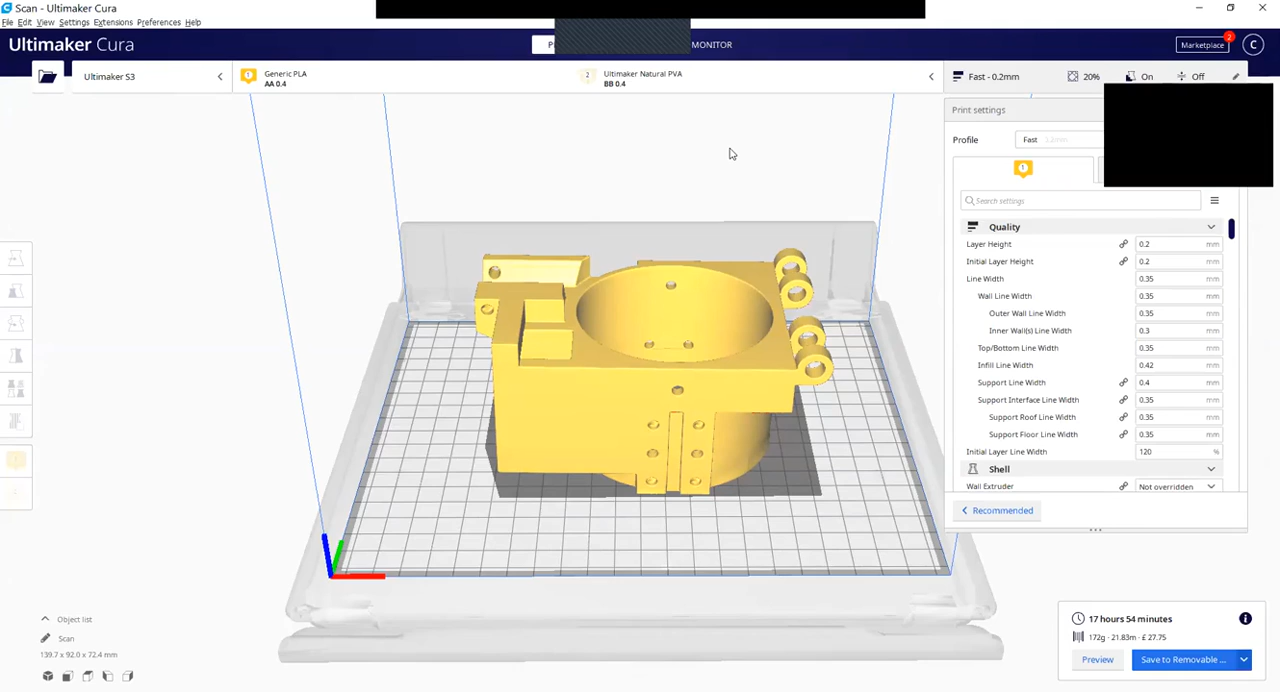 Scan - Ultimaker Cura
File Edit View Settings Extensions Preferences Help
Ultimaker Cura
MONITOR
Marketplace
2
C
Ultimaker S3
1
Generic PLA
AA 0.4
2
Ultimaker Natural PVA
BB 0.4
Fast - 0.2mm
20%
On
Off
Print settings
Profile
Fast 0.2mm
1
Search settings
Quality
Layer Height 0.2 mm
Initial Layer Height 0.2 mm
Line Width 0.35 mm
Wall Line Width 0.35 mm
Outer Wall Line Width 0.35 mm
Inner Wall(s) Line Width 0.3 mm
Top/Bottom Line Width 0.35 mm
Infill Line Width 0.42 mm
Support Line Width 0.4 mm
Support Interface Line Width 0.35 mm
Support Roof Line Width 0.35 mm
Support Floor Line Width 0.35 mm
Initial Layer Line Width 120 %
Shell
Wall Extruder Not overridden
Recommended
Object list
Scan
139.7 x 92.0 x 72.4 mm
17 hours 54 minutes
172g · 21.83m · £ 27.75
Preview
Save to Removable ...